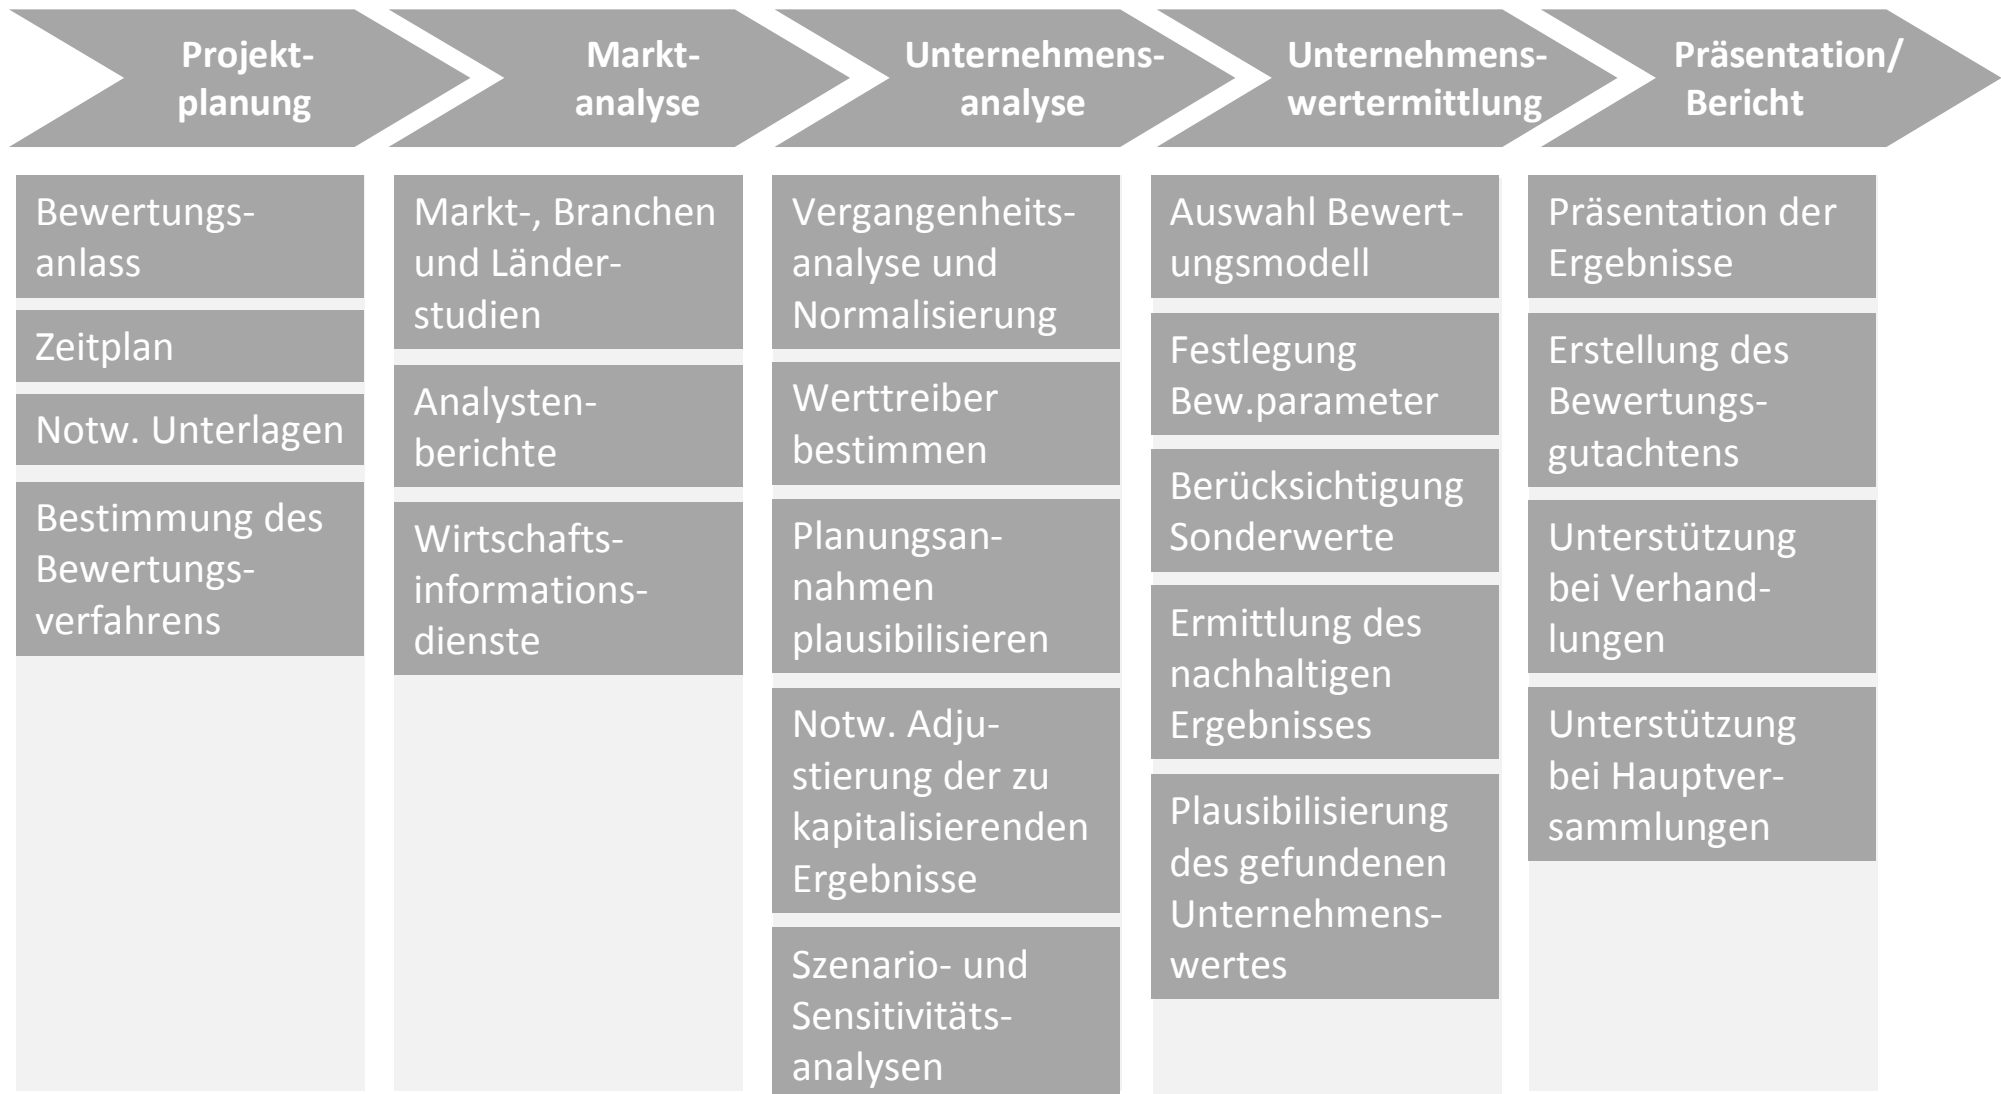 Projekt-
planung
Markt-
analyse
Unternehmens-
analyse
Unternehmens-
wertermittlung
Präsentation/
Bericht
Bewertungs-
anlass
Zeitplan
Notw. Unterlagen
Bestimmung des
Bewertungs-
verfahrens
Markt-, Branchen
und Länder-
studien
Analysten-
berichte
Wirtschafts-
informations-
dienste
Vergangenheits-
analyse und
Normalisierung
Werttreiber
bestimmen
Planungsan-
nahmen
plausibilisieren
Notw. Adju-
stierung der zu
kapitalisierenden
Ergebnisse
Szenario- und
Sensitivitäts-
analysen
Auswahl Bewert-
ungsmodell
Festlegung
Bew.parameter
Berücksichtigung
Sonderwerte
Ermittlung des
nachhaltigen
Ergebnisses
Plausibilisierung
des gefundenen
Unternehmens-
wertes
Präsentation der
Ergebnisse
Erstellung des
Bewertungs-
gutachtens
Unterstützung
bei Verhand-
lungen
Unterstützung
bei Hauptver-
sammlungen